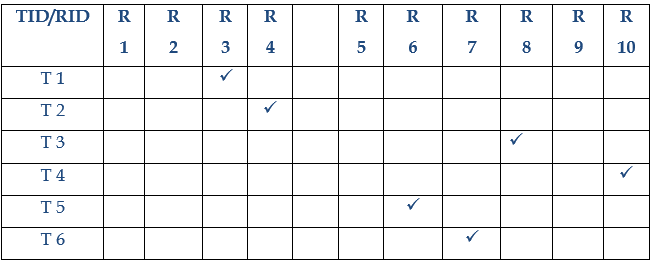 TID/RID R 1 R 2 R 3 R 4 R 5 R 6 R 7 R 8 R 9 R 10
T 1 ✓
T 2 ✓
T 3 ✓
T 4 ✓
T 5 ✓
T 6 ✓